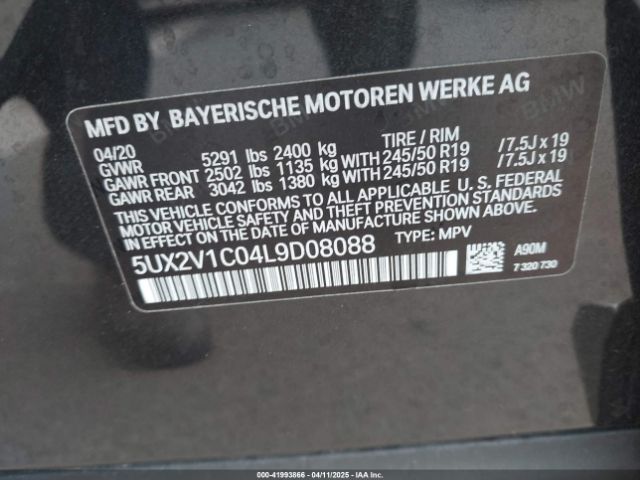 MFD BY BAYERISCHE MOTOREN WERKE AG
04/20 TIRE / RIM
GVWR 5291 lbs 2400 kg
GAWR FRONT 2502 lbs 1135 kg WITH 245/50 R19 /7.5J x 19
GAWR REAR 3042 lbs 1380 kg WITH 245/50 R19 /7.5J x 19
THIS VEHICLE CONFORMS TO ALL APPLICABLE U. S. FEDERAL
MOTOR VEHICLE SAFETY AND THEFT PREVENTION STANDARDS
IN EFFECT ON THE DATE OF MANUFACTURE SHOWN ABOVE.
5UX2V1C04L9D08088 TYPE: MPV
A90M
7 320 730
000-41993866 - 04/11/2025 - IAA Inc.